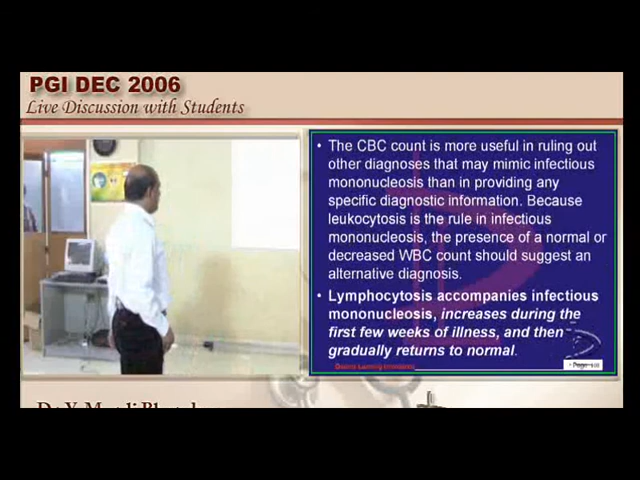 PGI DEC 2006
Live Discussion with Students
• The CBC count is more useful in ruling out
other diagnoses that may mimic infectious
mononucleosis than in providing any
specific diagnostic information. Because
leukocytosis is the rule in infectious
mononucleosis, the presence of a normal or
decreased WBC count should suggest an
alternative diagnosis.
• Lymphocytosis accompanies infectious
mononucleosis, increases during the
first few weeks of illness, and then
gradually returns to normal.